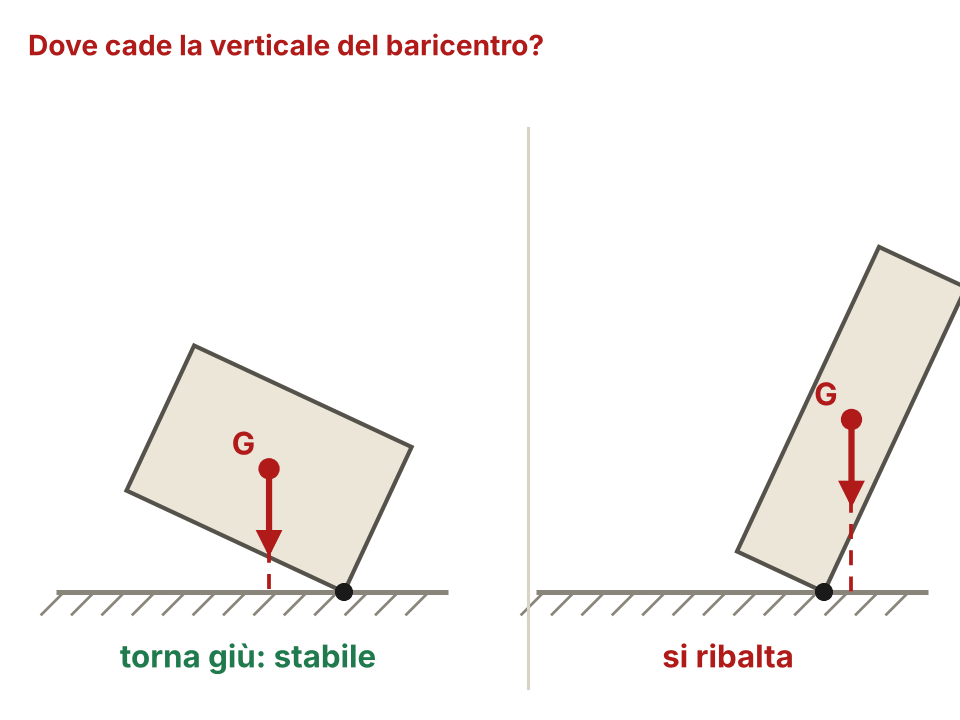 Dove cade la verticale del baricentro?
G
G
torna giù: stabile
si ribalta